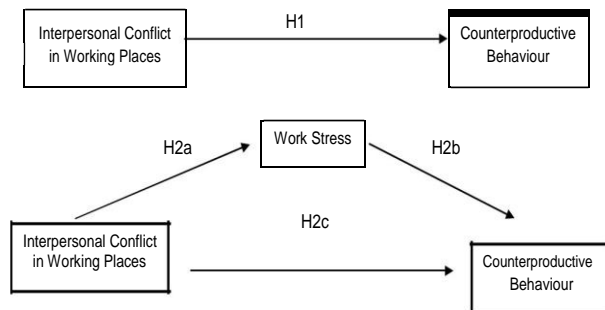 H1
Interpersonal Conflict
in Working Places
Counterproductive
Behaviour
Work Stress
H2a
H2b
H2c
Interpersonal Conflict
in Working Places
Counterproductive
Behaviour